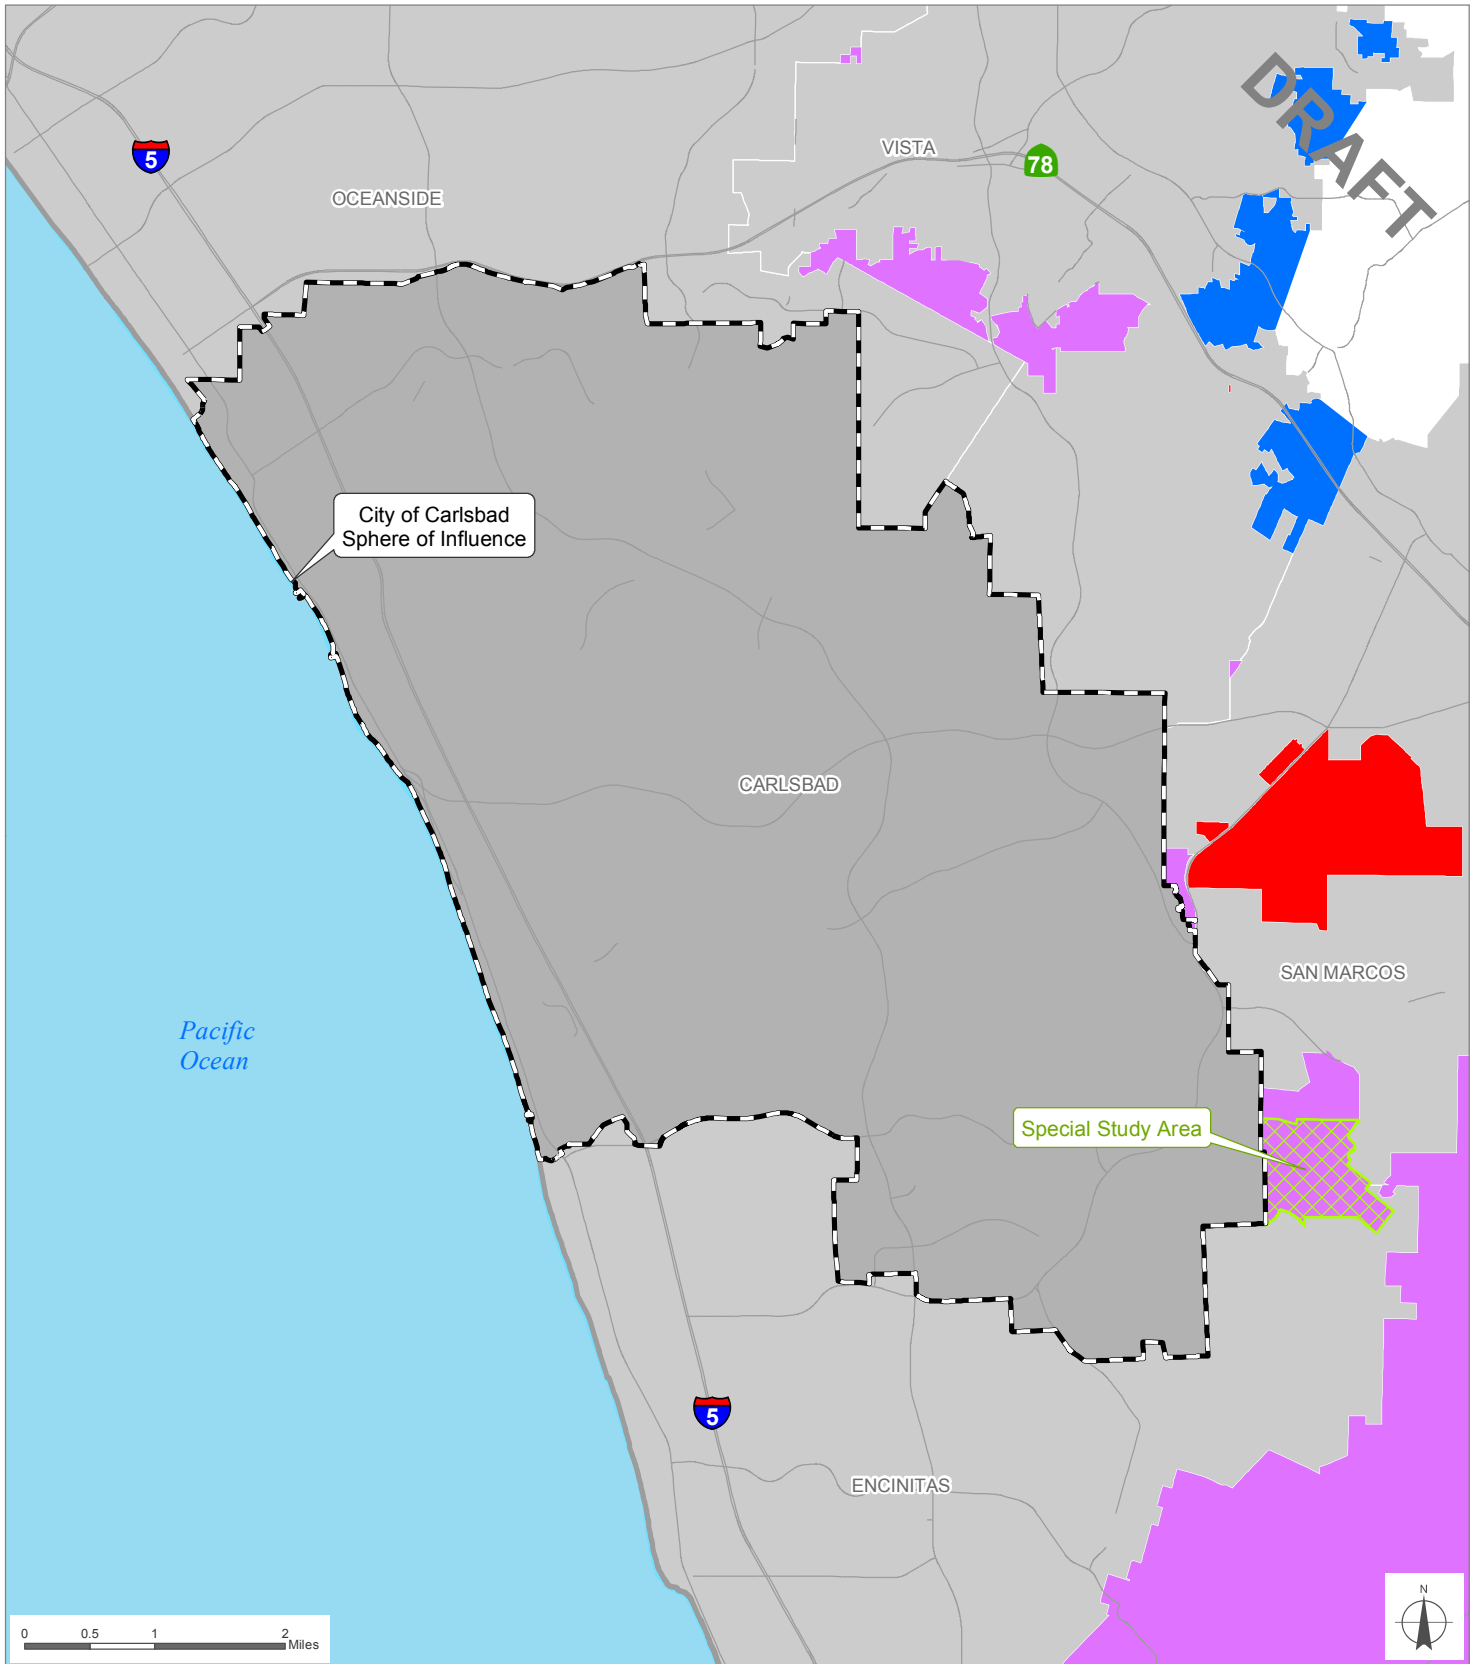 DRAFT
5
VISTA
78
OCEANSIDE
City of Carlsbad
Sphere of Influence
CARLSBAD
SAN MARCOS
Pacific
Ocean
Special Study Area
5
ENCINITAS
N
0 0.5 1 2
Miles